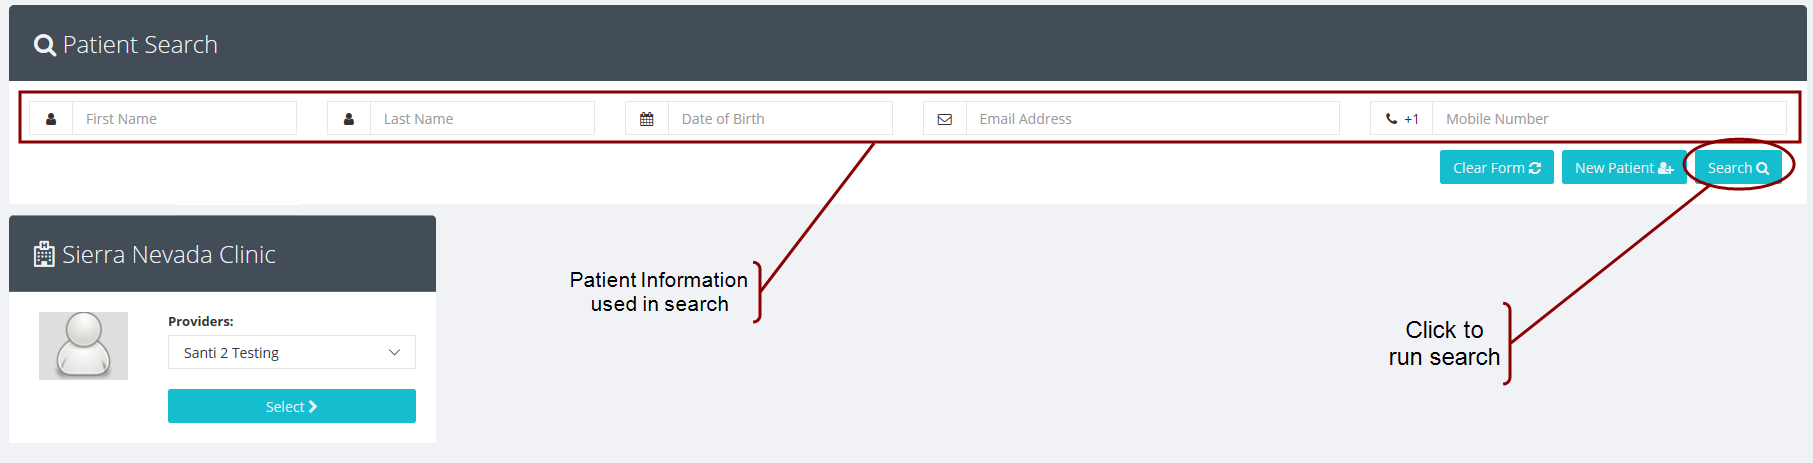 Patient Search
First Name
Last Name
Date of Birth
Email Address
+1
Mobile Number
Clear Form
New Patient
Search
Sierra Nevada Clinic
Providers:
Santi 2 Testing
Select
Patient Information
used in search
Click to
run search